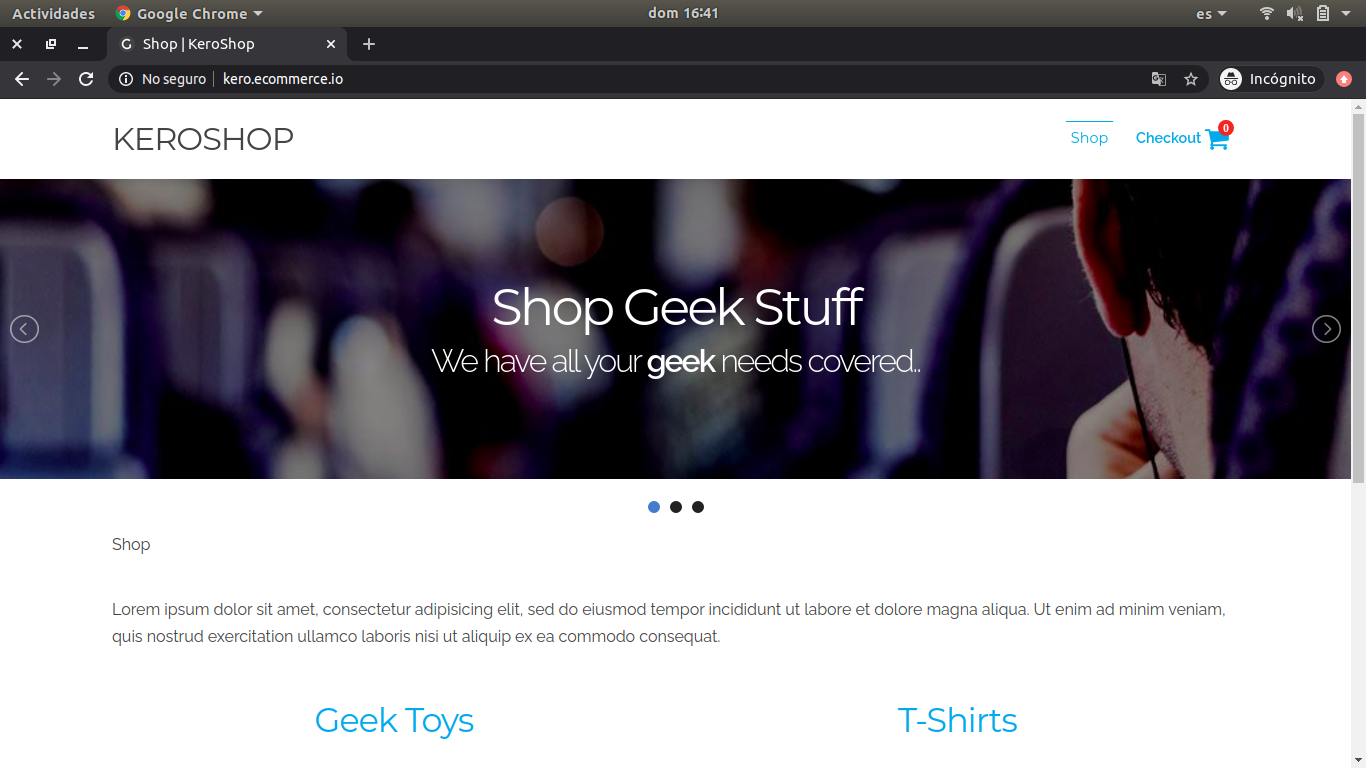 Actividades Google Chrome dom 16:41 es
Shop | KeroShop
No seguro kero.ecommerce.io Incógnito
KEROSHOP Shop Checkout 0
Shop Geek Stuff
We have all your geek needs covered..
Shop
Lorem ipsum dolor sit amet, consectetur adipisicing elit, sed do eiusmod tempor incididunt ut labore et dolore magna aliqua. Ut enim ad minim veniam,
quis nostrud exercitation ullamco laboris nisi ut aliquip ex ea commodo consequat.
Geek Toys T-Shirts